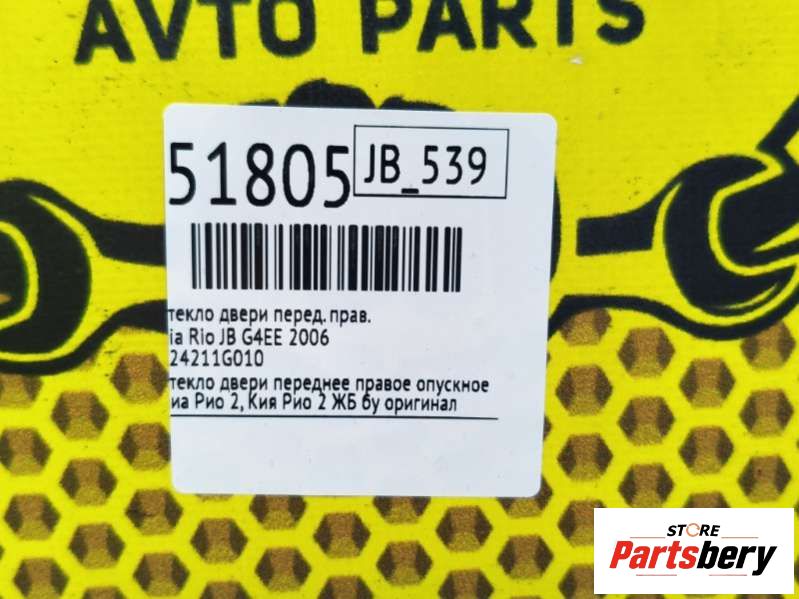 AVTO PARTS
51805
JB_539
текло двери перед. прав.
ia Rio JB G4EE 2006
24211G010
текло двери переднее правое опускное
иа Рио 2, Кия Рио 2 ЖБ бу оригинал
STORE
Partsbery